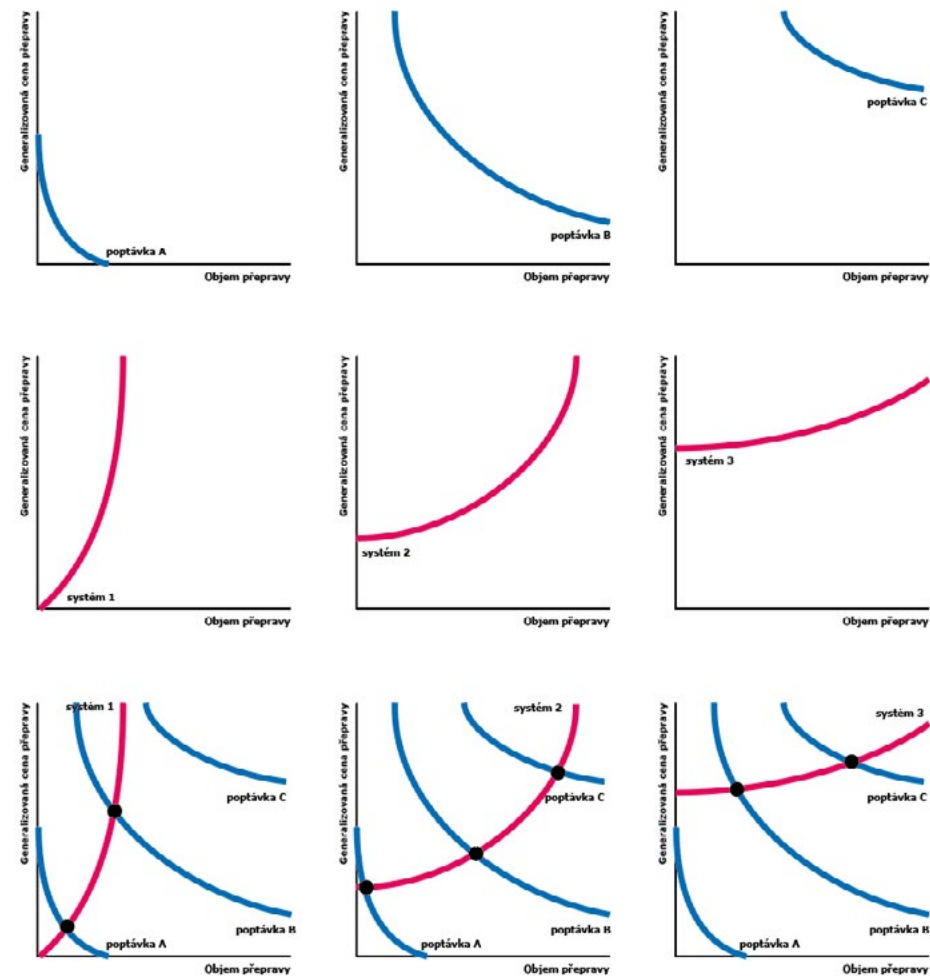 Generalizovaná cena přepravy
poptávka A
Objem přepravy
Generalizovaná cena přepravy
poptávka B
Objem přepravy
Generalizovaná cena přepravy
poptávka C
Objem přepravy
Generalizovaná cena přepravy
systém 1
Objem přepravy
Generalizovaná cena přepravy
systém 2
Objem přepravy
Generalizovaná cena přepravy
systém 3
Objem přepravy
Generalizovaná cena přepravy
systém 1
poptávka C
poptávka B
poptávka A
Objem přepravy
Generalizovaná cena přepravy
systém 2
poptávka C
poptávka B
poptávka A
Objem přepravy
Generalizovaná cena přepravy
systém 3
poptávka C
poptávka B
poptávka A
Objem přepravy